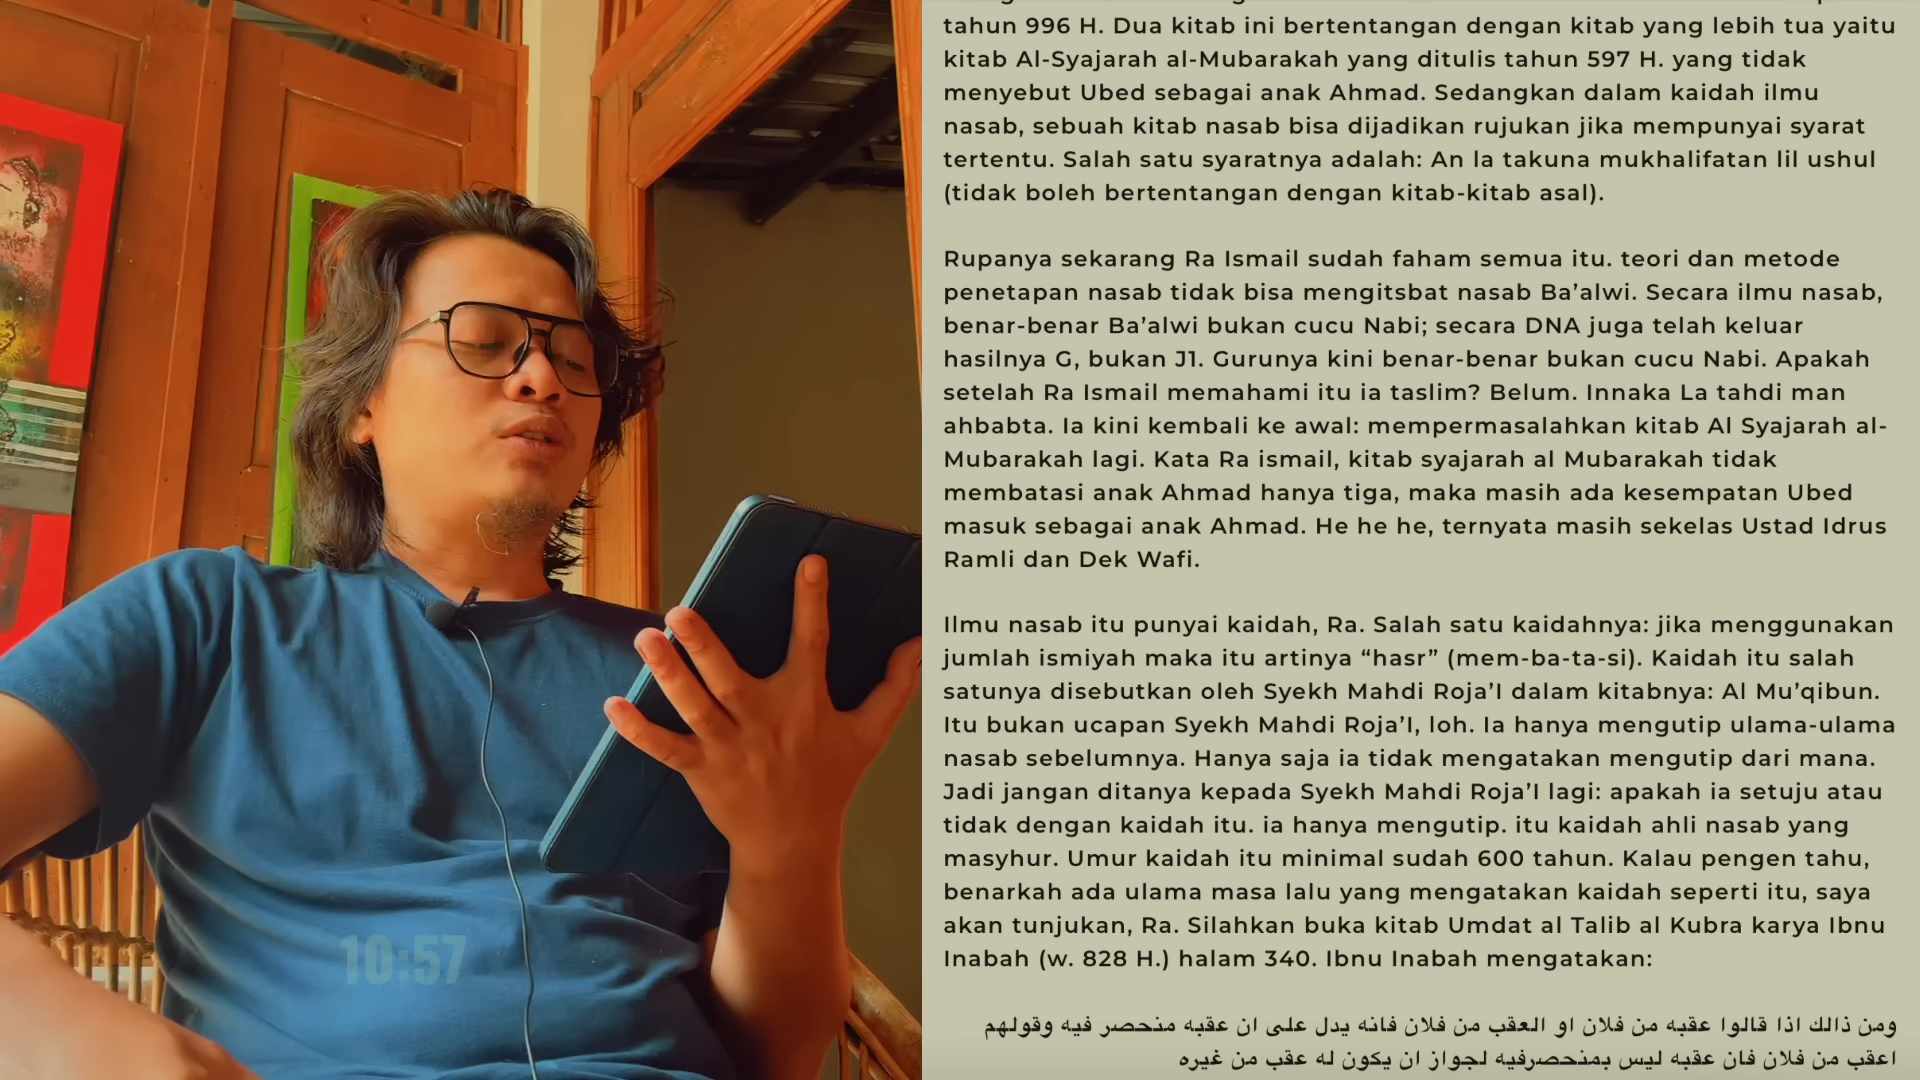 tahun 996 H. Dua kitab ini bertentangan dengan kitab yang lebih tua yaitu
kitab Al-Syajarah al-Mubarakah yang ditulis tahun 597 H. yang tidak
menyebut Ubed sebagai anak Ahmad. Sedangkan dalam kaidah ilmu
nasab, sebuah kitab nasab bisa dijadikan rujukan jika mempunyai syarat
tertentu. Salah satu syaratnya adalah: An la takuna mukhalifatan lil ushul
(tidak boleh bertentangan dengan kitab-kitab asal).
Rupanya sekarang Ra Ismail sudah faham semua itu. teori dan metode
penetapan nasab tidak bisa mengitsbat nasab Ba’alwi. Secara ilmu nasab,
benar-benar Ba’alwi bukan cucu Nabi; secara DNA juga telah keluar
hasilnya G, bukan J1. Gurunya kini benar-benar bukan cucu Nabi. Apakah
setelah Ra Ismail memahami itu ia taslim? Belum. Innaka La tahdi man
ahbabta. Ia kini kembali ke awal: mempermasalahkan kitab Al Syajarah al-
Mubarakah lagi. Kata Ra ismail, kitab syajarah al Mubarakah tidak
membatasi anak Ahmad hanya tiga, maka masih ada kesempatan Ubed
masuk sebagai anak Ahmad. He he he, ternyata masih sekelas Ustad Idrus
Ramli dan Dek Wafi.
Ilmu nasab itu punyai kaidah, Ra. Salah satu kaidahnya: jika menggunakan
jumlah ismiyah maka itu artinya “hasr” (mem-ba-ta-si). Kaidah itu salah
satunya disebutkan oleh Syekh Mahdi Roja’I dalam kitabnya: Al Mu’qibun.
Itu bukan ucapan Syekh Mahdi Roja’I, loh. Ia hanya mengutip ulama-ulama
nasab sebelumnya. Hanya saja ia tidak mengatakan mengutip dari mana.
Jadi jangan ditanya kepada Syekh Mahdi Roja’I lagi: apakah ia setuju atau
tidak dengan kaidah itu. ia hanya mengutip. itu kaidah ahli nasab yang
masyhur. Umur kaidah itu minimal sudah 600 tahun. Kalau pengen tahu,
benarkah ada ulama masa lalu yang mengatakan kaidah seperti itu, saya
akan tunjukan, Ra. Silahkan buka kitab Umdat al Talib al Kubra karya Ibnu
Inabah (w. 828 H.) halam 340. Ibnu Inabah mengatakan:
ومن ذالك اذا قالوا عقبه من فلان او العقب من فلان فانه يدل على ان عقبه منحصر فيه وقولهم
اعقب من فلان فان عقبه ليس بمنحصرفيه لجواز ان يكون له عقب من غيره
10:57